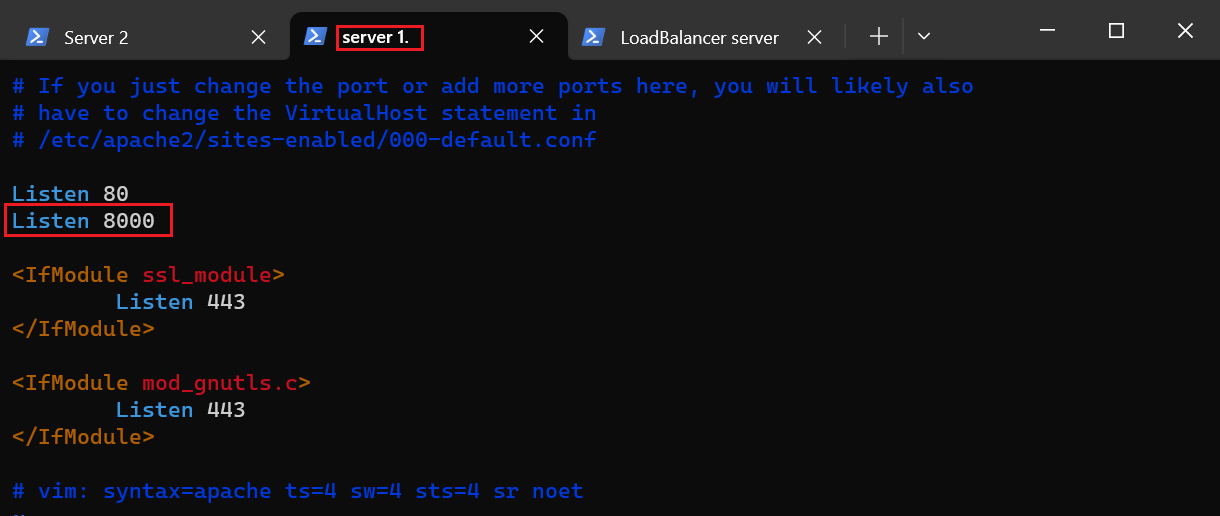 Server 2
server 1.
LoadBalancer server
# If you just change the port or add more ports here, you will likely also
# have to change the VirtualHost statement in
# /etc/apache2/sites-enabled/000-default.conf
Listen 80
Listen 8000
<IfModule ssl_module>
        Listen 443
</IfModule>
<IfModule mod_gnutls.c>
        Listen 443
</IfModule>
# vim: syntax=apache ts=4 sw=4 sts=4 sr noet